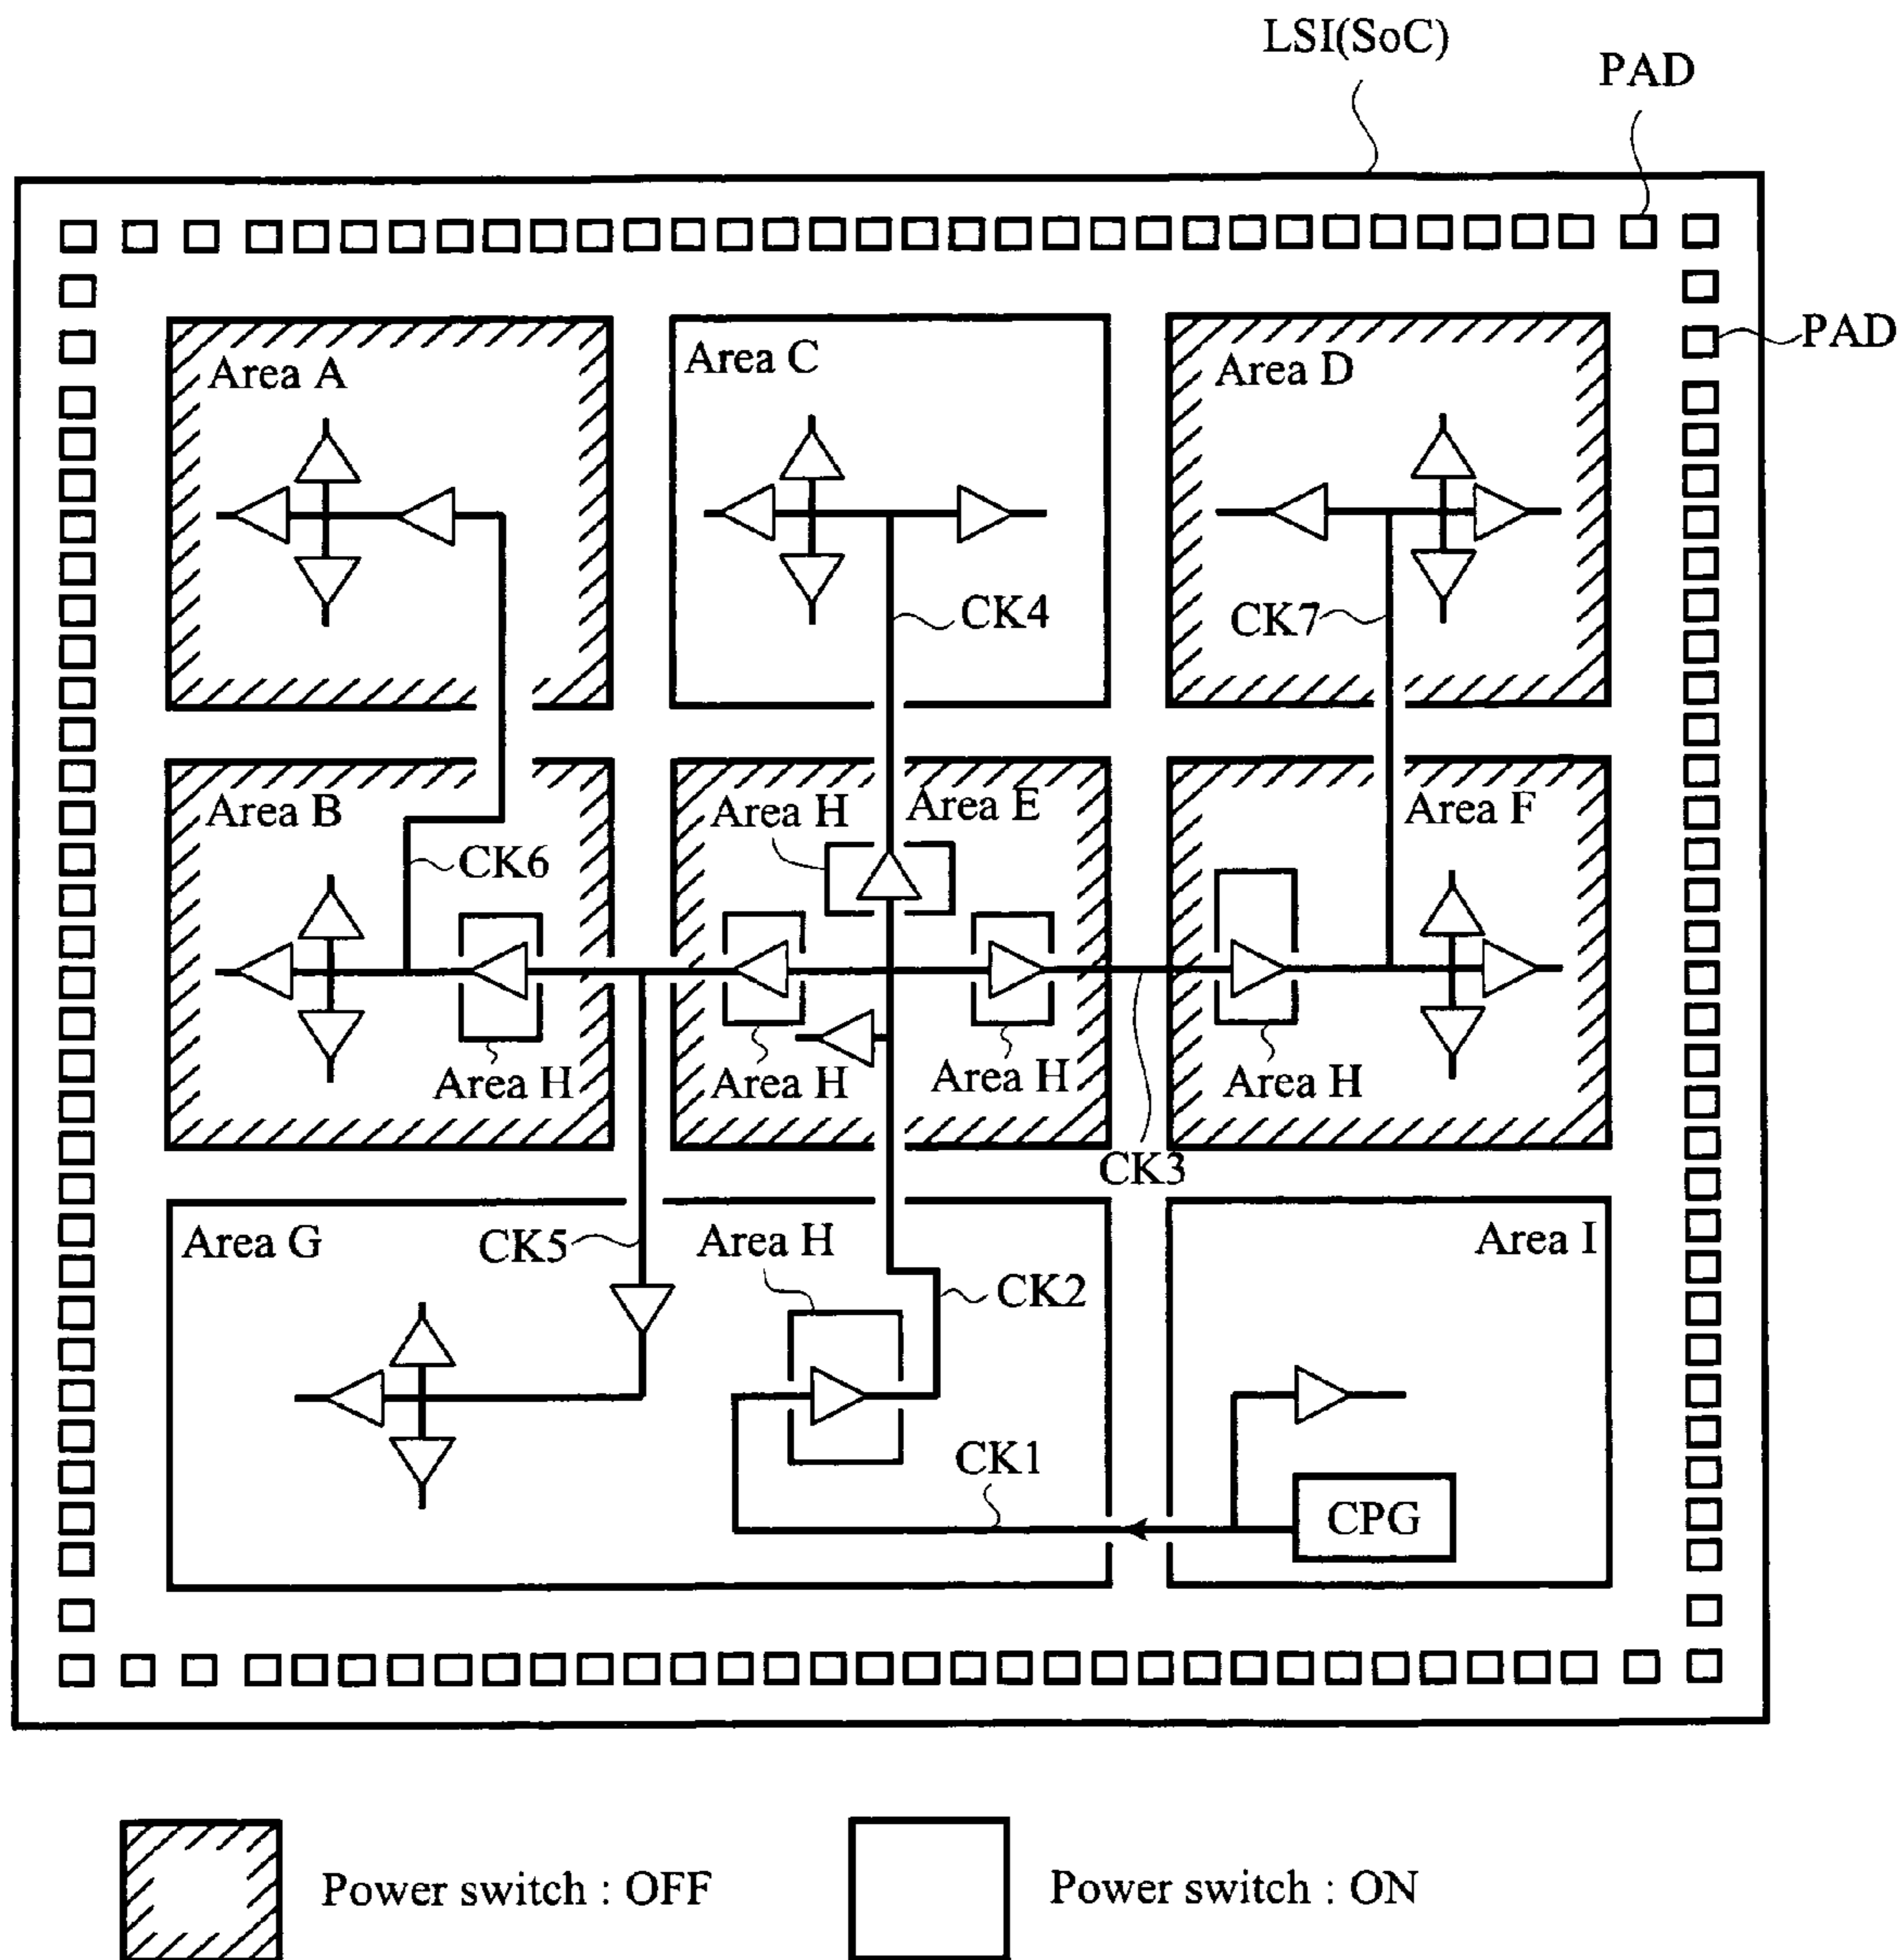 LSI(SoC)
PAD
PAD
Area A
Area C
Area D
CK4
CK7
Area B
Area H
Area E
Area F
CK6
Area H
Area H
Area H
Area H
CK3
Area G
CK5
Area H
Area I
CK2
CK1
CPG
Power switch : OFF
Power switch : ON